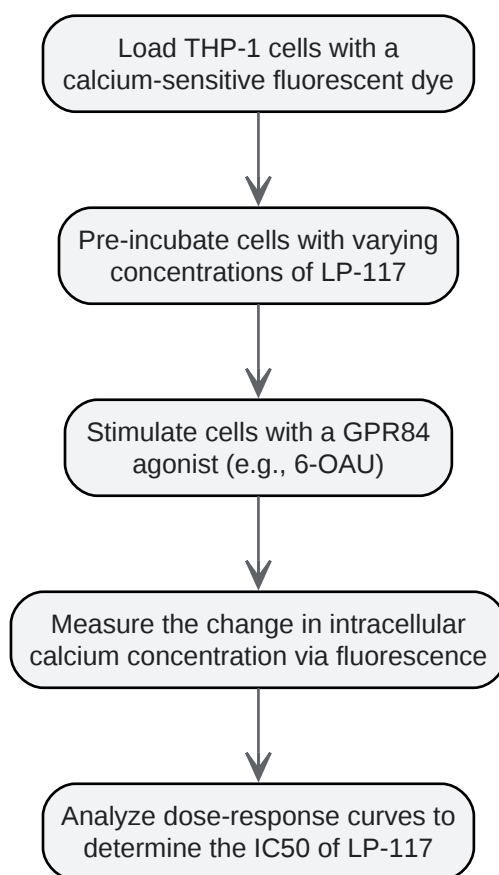 Load THP-1 cells with a
calcium-sensitive fluorescent dye
Pre-incubate cells with varying
concentrations of LP-117
Stimulate cells with a GPR84
agonist (e.g., 6-OAU)
Measure the change in intracellular
calcium concentration via fluorescence
Analyze dose-response curves to
determine the IC50 of LP-117